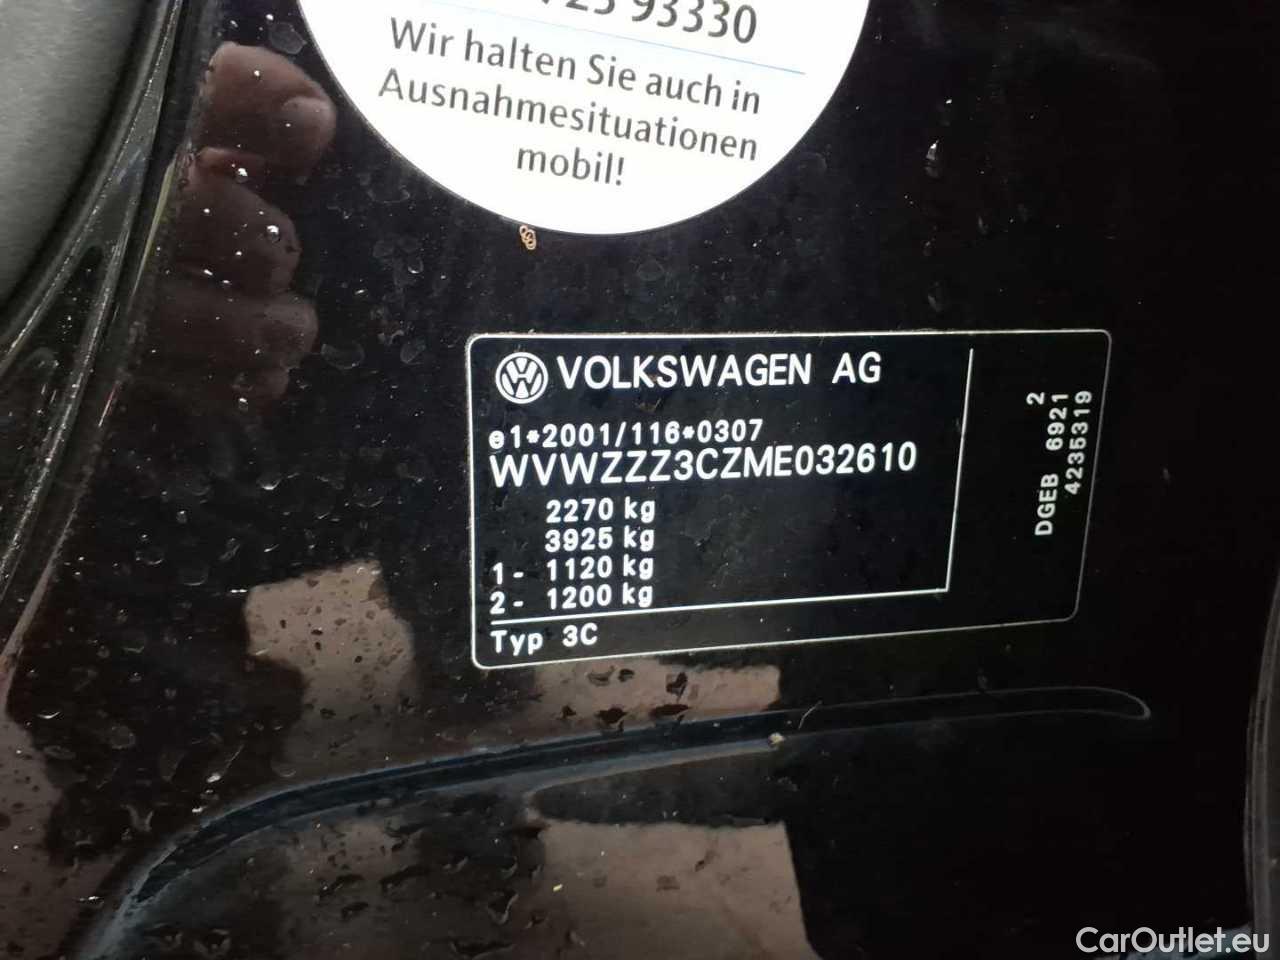 93330
Wir halten Sie auch in
Ausnahmesituationen
mobil!
VOLKSWAGEN AG
e1*2001/116*0307
WVWZZZ3CZME032610
2270 kg
3925 kg
1- 1120 kg
2- 1200 kg
Typ 3C
2
DGEB 6921
4235319
CarOutlet.eu